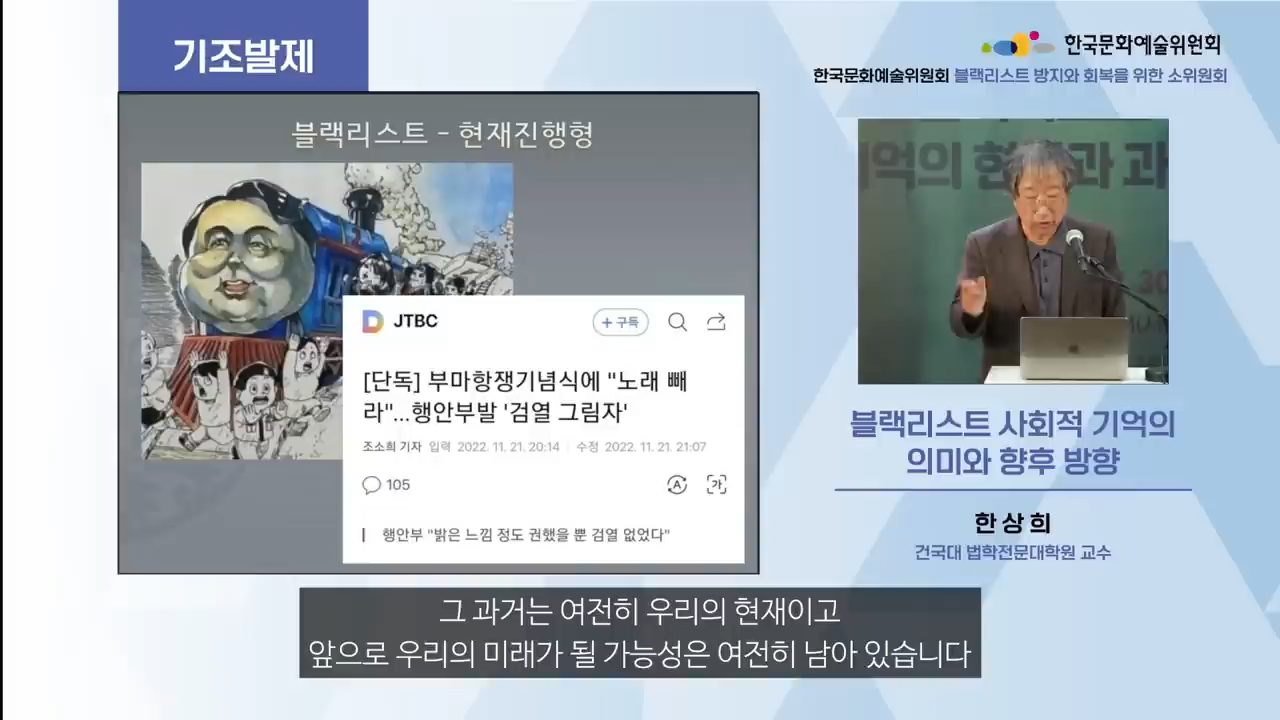 기조발제
한국문화예술위원회
한국문화예술위원회 블랙리스트 방지와 회복을 위한 소위원회
블랙리스트 - 현재진행형
JTBC
+ 구독
[단독] 부마항쟁기념식에 "노래 빼
라"...행안부발 '검열 그림자'
조소희 기자 입력 2022. 11. 21. 20:14 수정 2022. 11. 21. 21:07
105
A
가
행안부 "밝은 느낌 정도 권했을 뿐 검열 없었다"
억의 현 과 과
블랙리스트 사회적 기억의
의미와 향후 방향
한상희
건국대 법학전문대학원 교수
그 과거는 여전히 우리의 현재이고
앞으로 우리의 미래가 될 가능성은 여전히 남아 있습니다